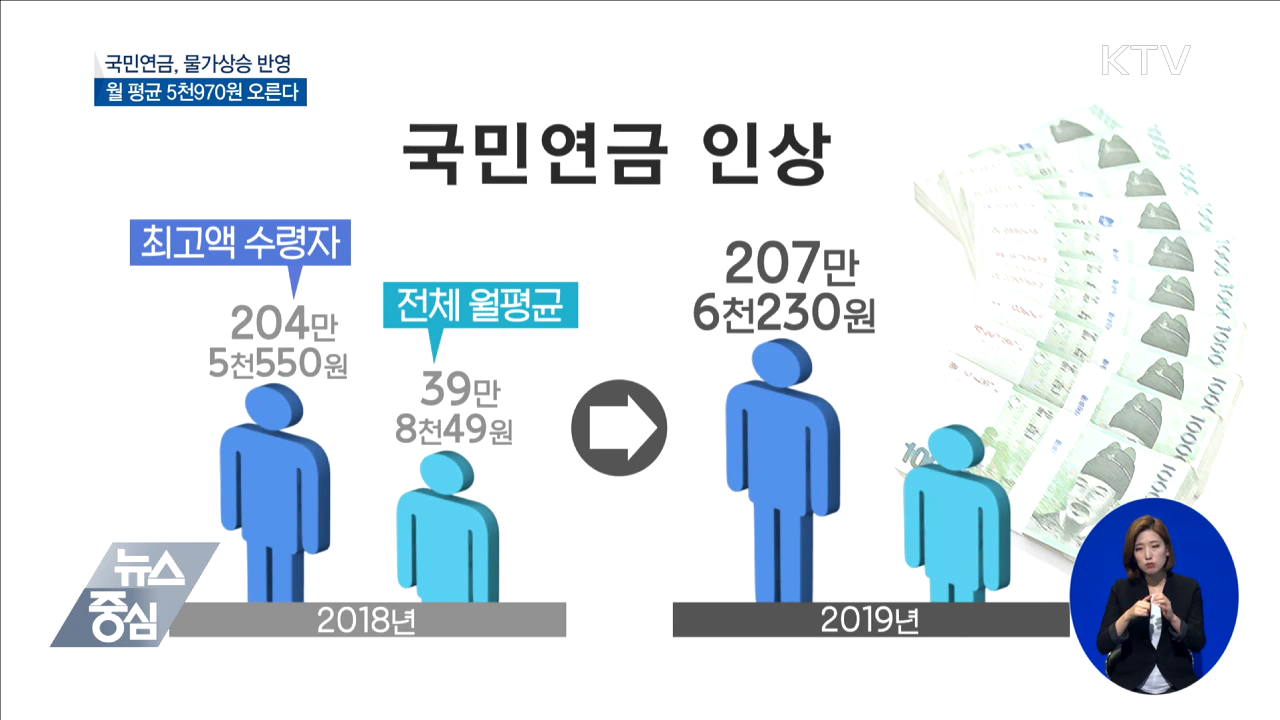 국민연금, 물가상승 반영
월 평균 5천970원 오른다
KTV
국민연금 인상
최고액 수령자
204만
5천550원
전체 월평균
39만
8천49원
207만
6천230원
2018년
2019년
뉴스
중심